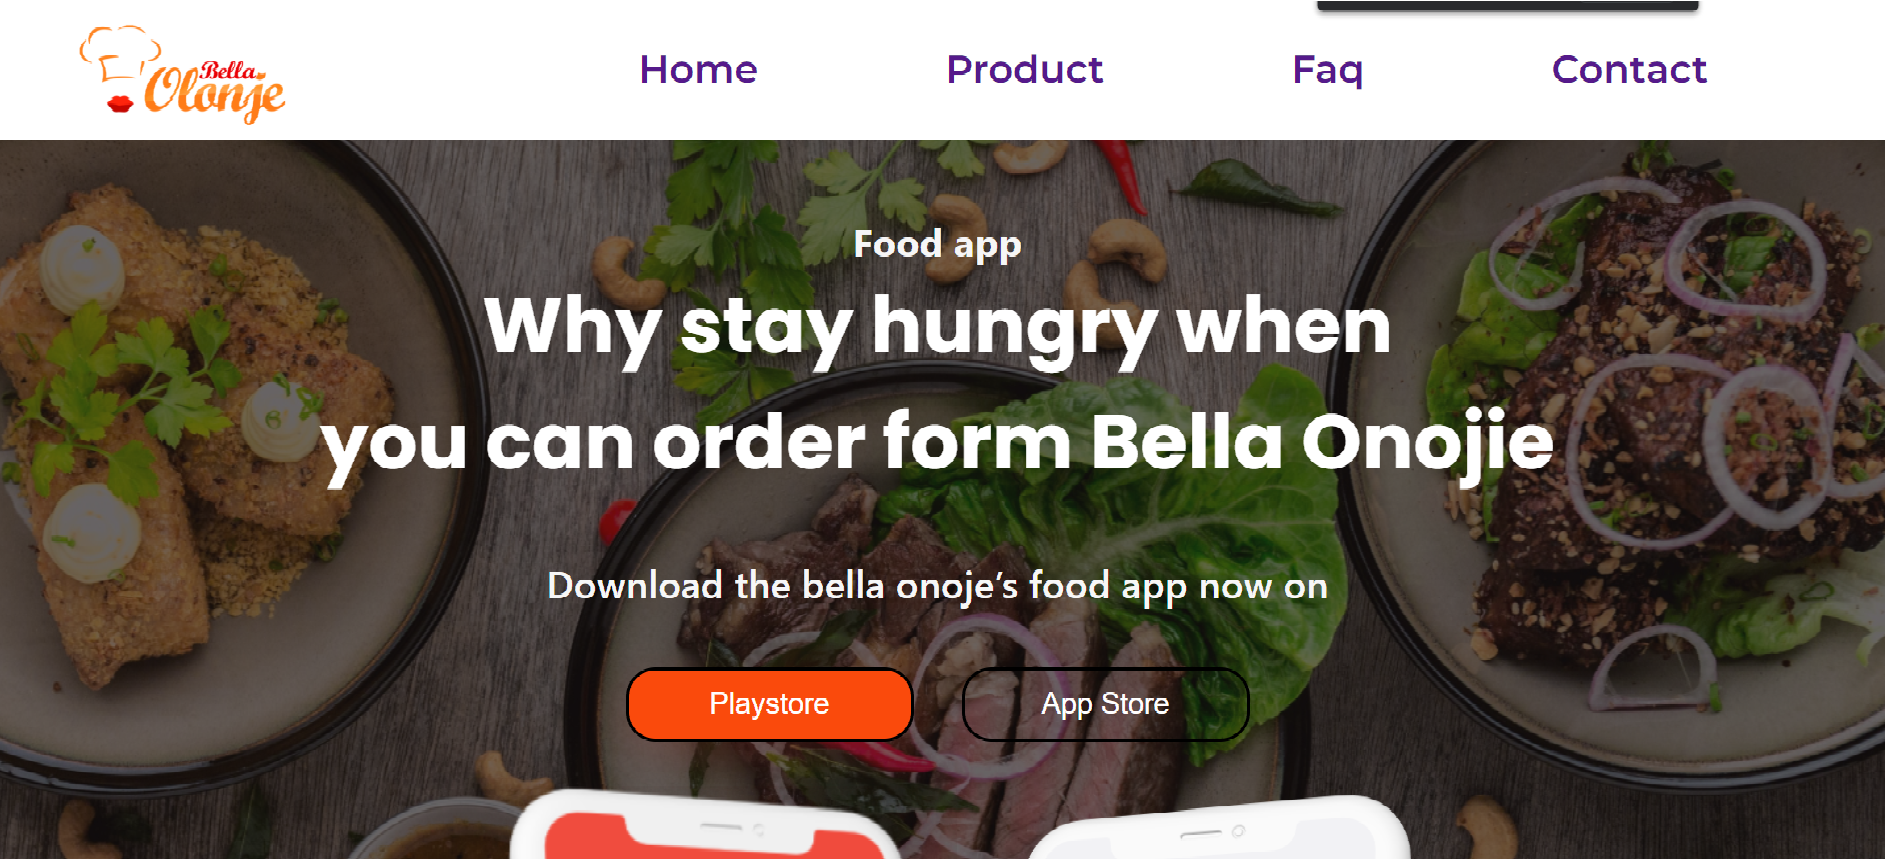 Bella
Olonje
Home Product Faq Contact
Food app
Why stay hungry when
you can order form Bella Onojie
Download the bella onoje’s food app now on
Playstore App Store